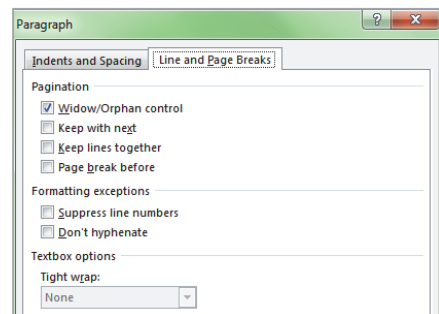 Paragraph
Indents and Spacing Line and Page Breaks
Pagination
Widow/Orphan control
Keep with next
Keep lines together
Page break before
Formatting exceptions
Suppress line numbers
Don't hyphenate
Textbox options
Tight wrap:
None